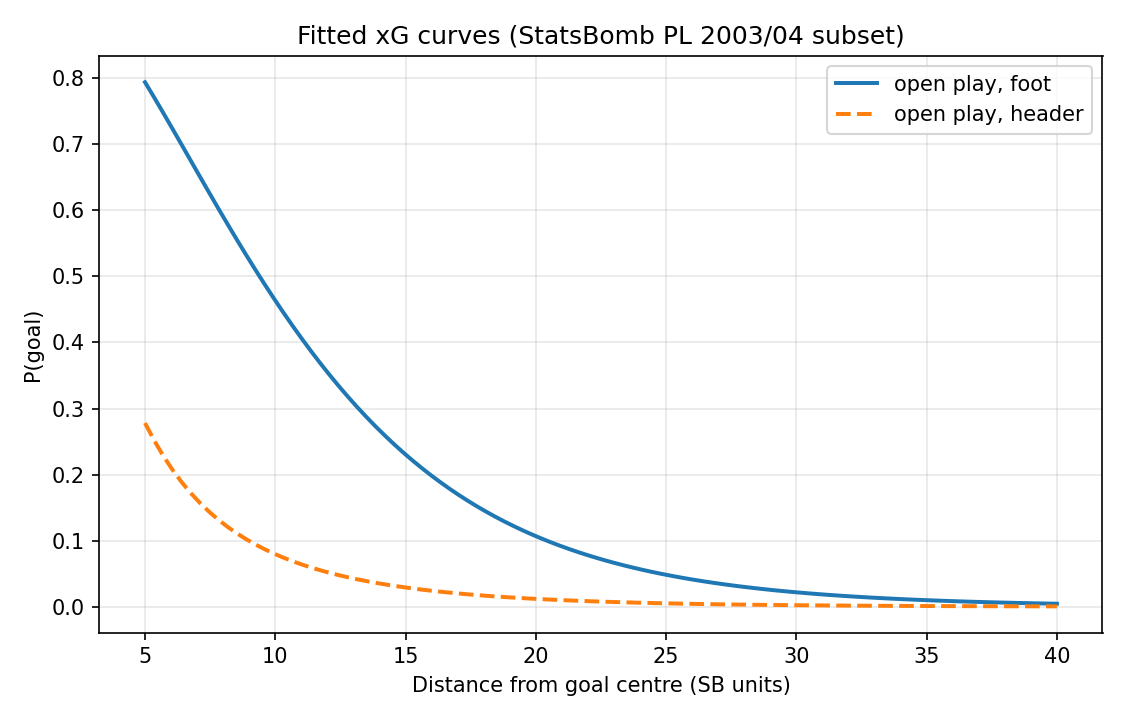 Fitted xG curves (StatsBomb PL 2003/04 subset)
open play, foot
open play, header
P(goal)
0.8
0.7
0.6
0.5
0.4
0.3
0.2
0.1
0.0
5 10 15 20 25 30 35 40
Distance from goal centre (SB units)